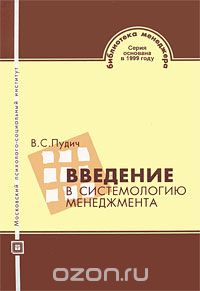 библиотека менеджера
Серия
основана
в 1999 году
Московский психолого-социальный институт
В.С.Пудич
ВВЕДЕНИЕ
В СИСТЕМОЛОГИЮ
МЕНЕДЖМЕНТА
ozon.ru